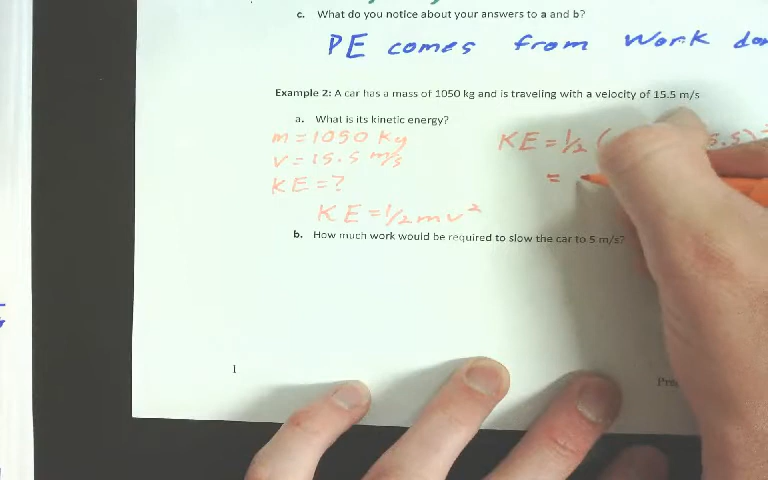 c. What do you notice about your answers to a and b?
PE comes from Work
Example 2: A car has a mass of 1050 kg and is traveling with a velocity of 15.5 m/s
a. What is its kinetic energy?
m = 1050 Kg
KE = 1/2 (
v = 15.5 m/s
=
KE = ?
KE = 1/2 m v²
b. How much work would be required to slow the car to 5 m/s?
1